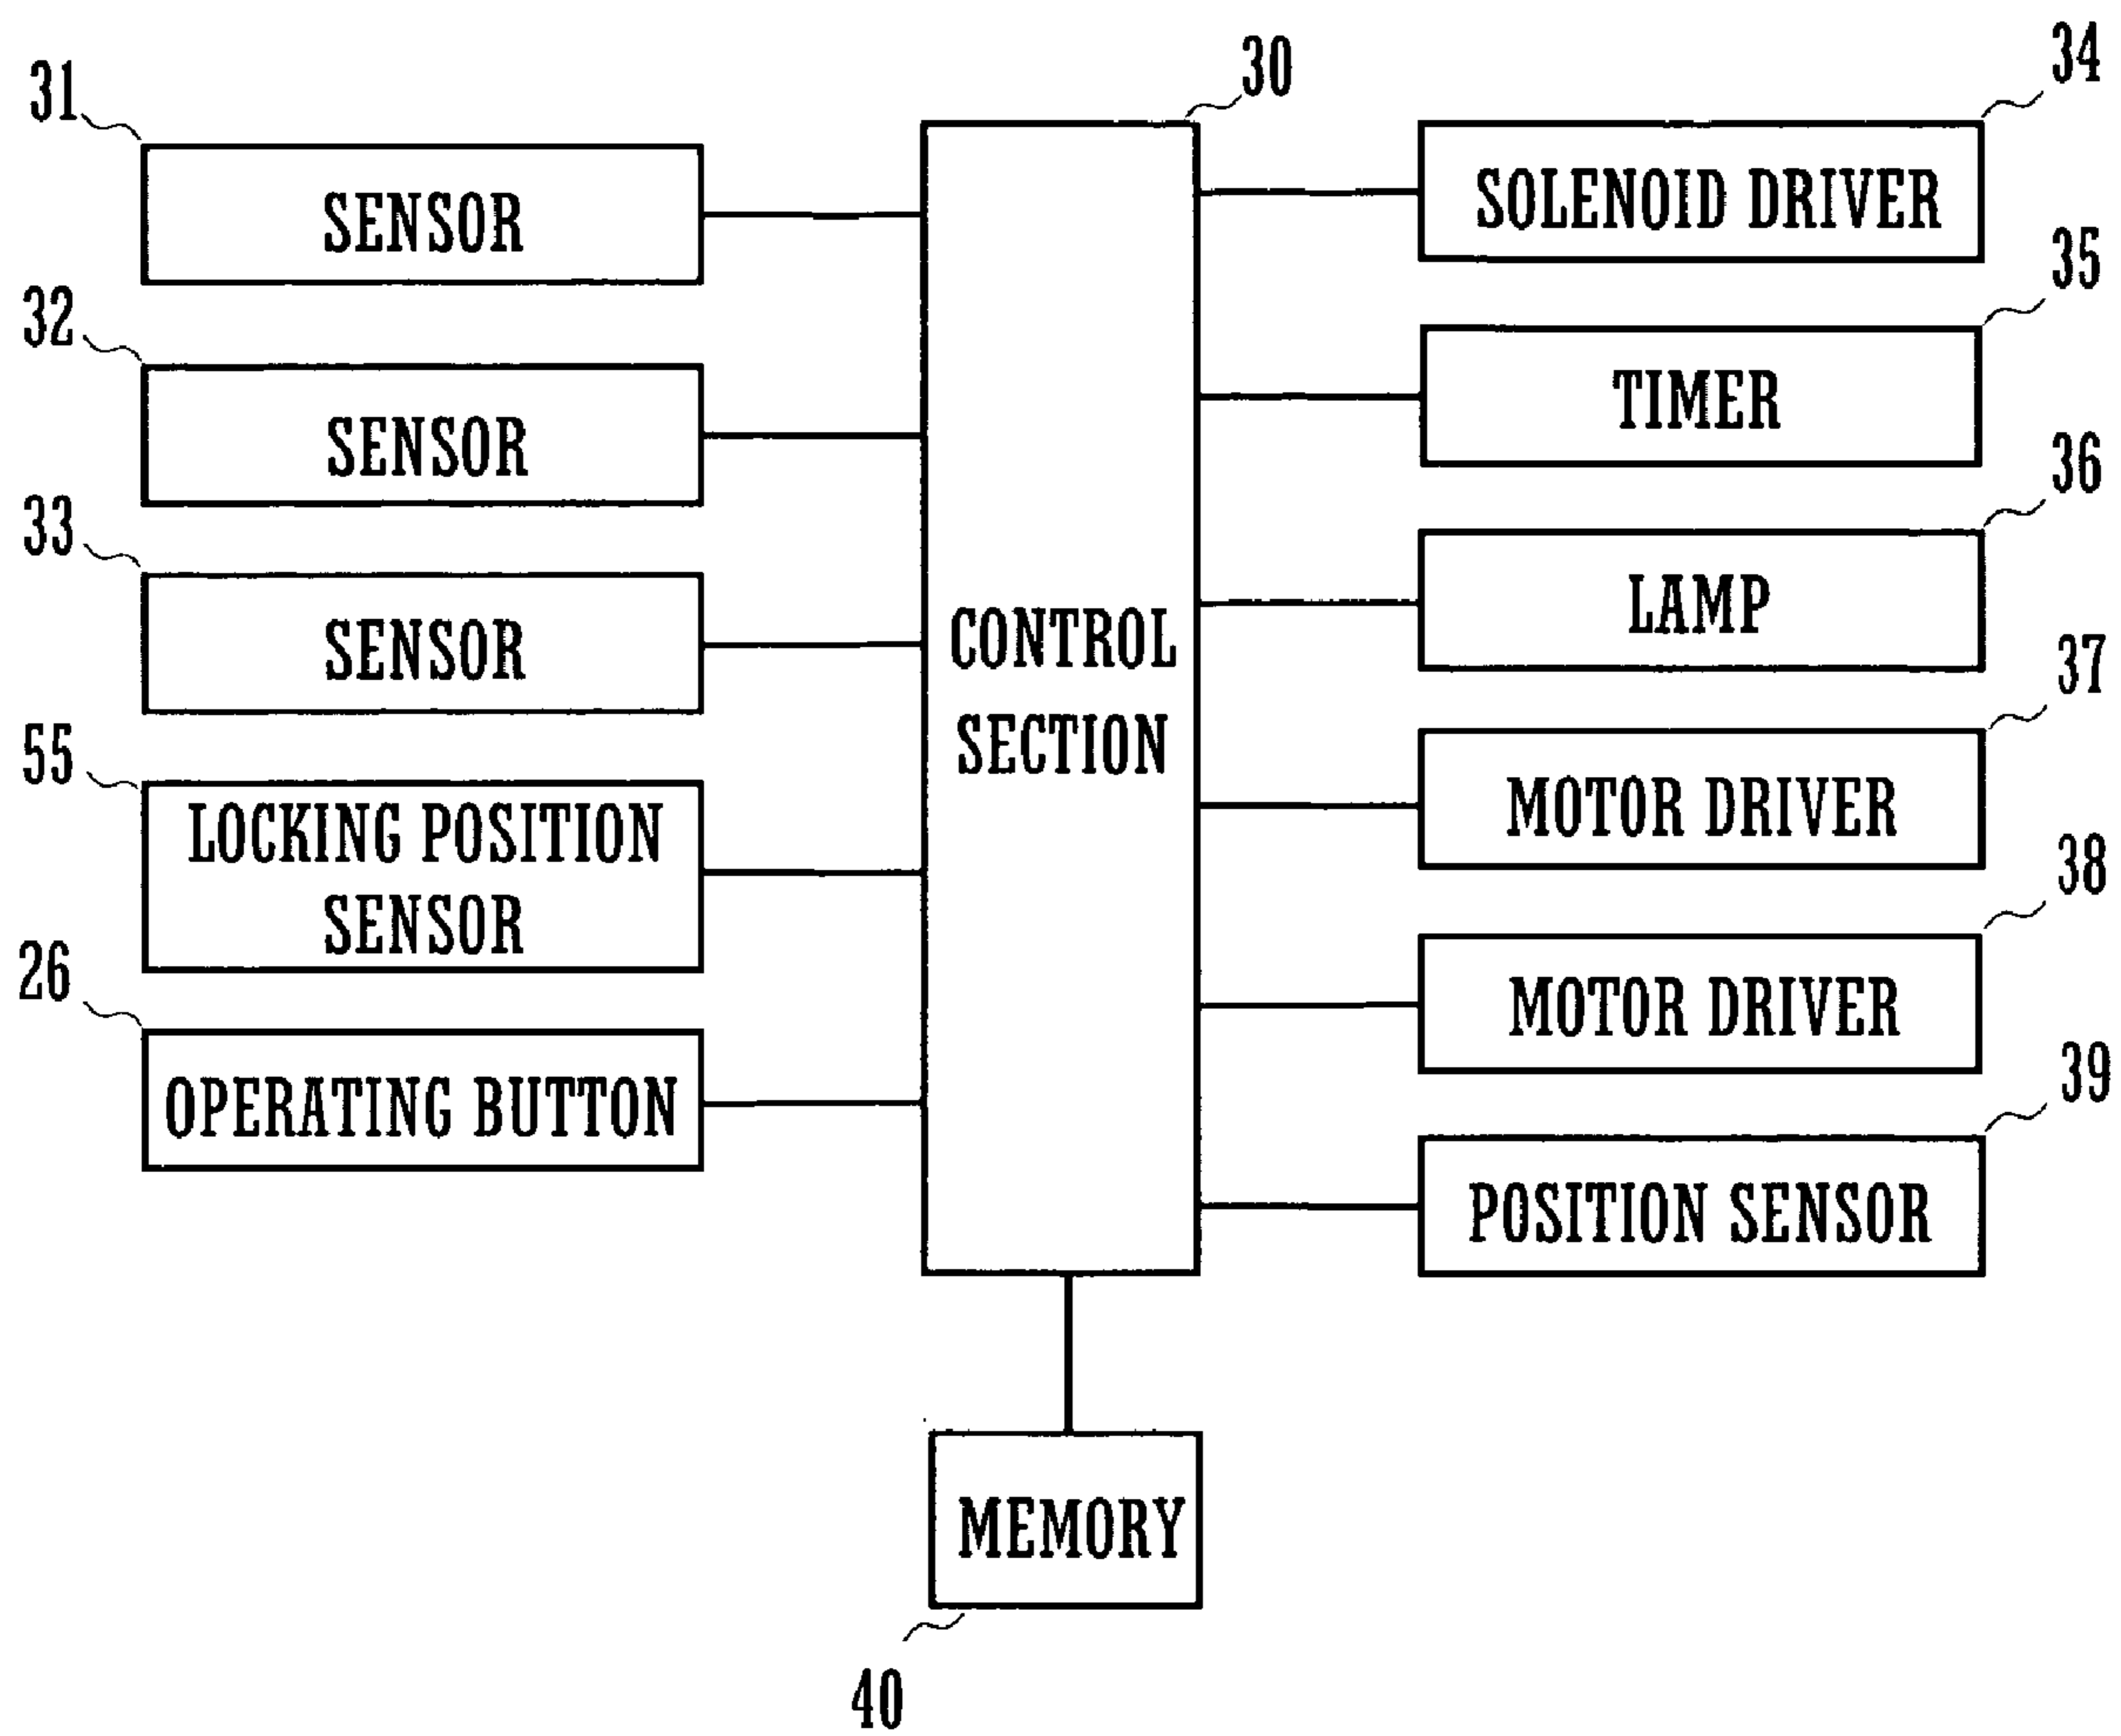 31
SENSOR
32
SENSOR
33
SENSOR
55
LOCKING POSITION
SENSOR
26
OPERATING BUTTON
30
CONTROL
SECTION
34
SOLENOID DRIVER
35
TIMER
36
LAMP
37
MOTOR DRIVER
38
MOTOR DRIVER
39
POSITION SENSOR
MEMORY
40